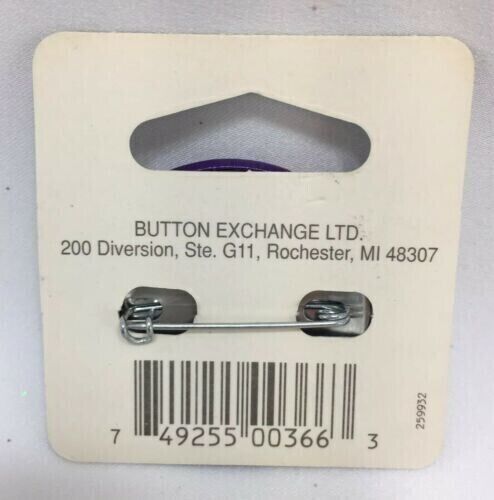 BUTTON EXCHANGE LTD.
200 Diversion, Ste. G11, Rochester, MI 48307
259932
7 49255 00366 3